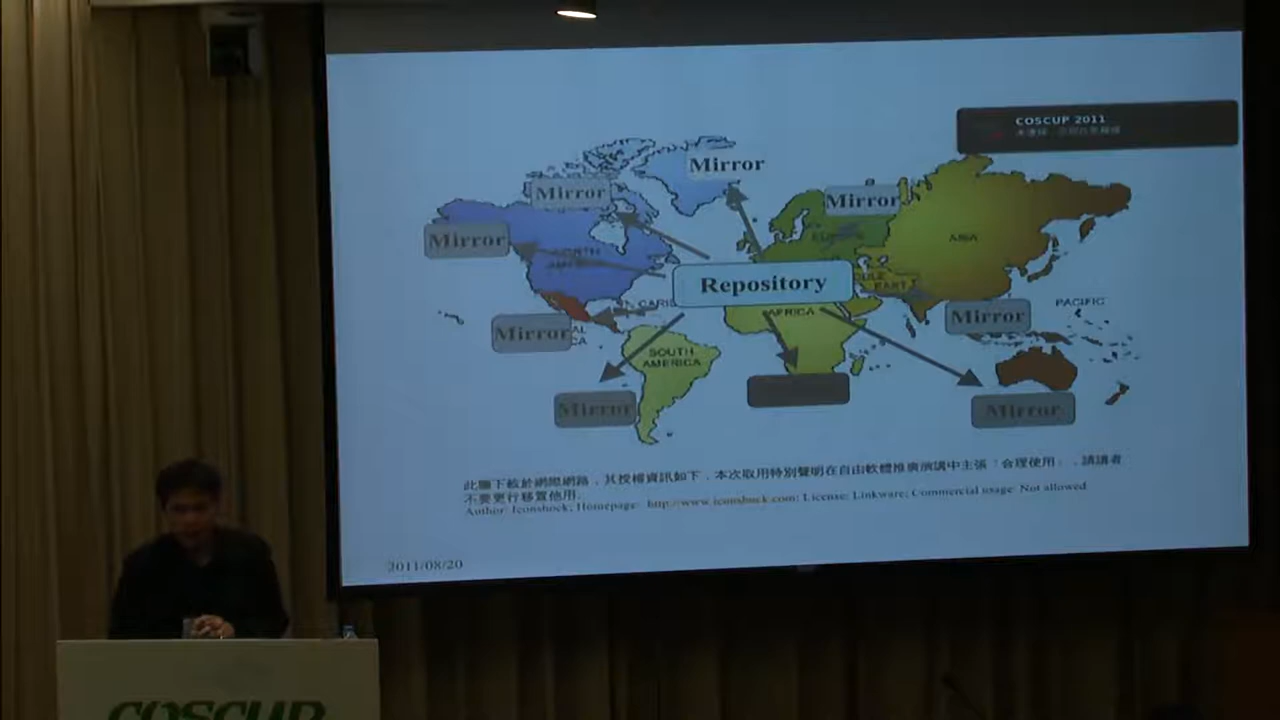 COSCUP 2011
Mirror
Mirror
Mirror
Mirror
ASIA
Repository
PACIFIC
AFRICA
Mirror
Mirror
SOUTH
AMERICA
Mirror
Mirror
此圖下載於網際網路，其授權資訊如下，本次取用特別聲明在自由軟體推廣演講中主張「合理使用」，請讀者
不要更行移置他用.
Author: Iconshock; Homepage: http://www.iconshock.com; License: Linkware; Commercial usage: Not allowed
2011/08/20
COSCUP